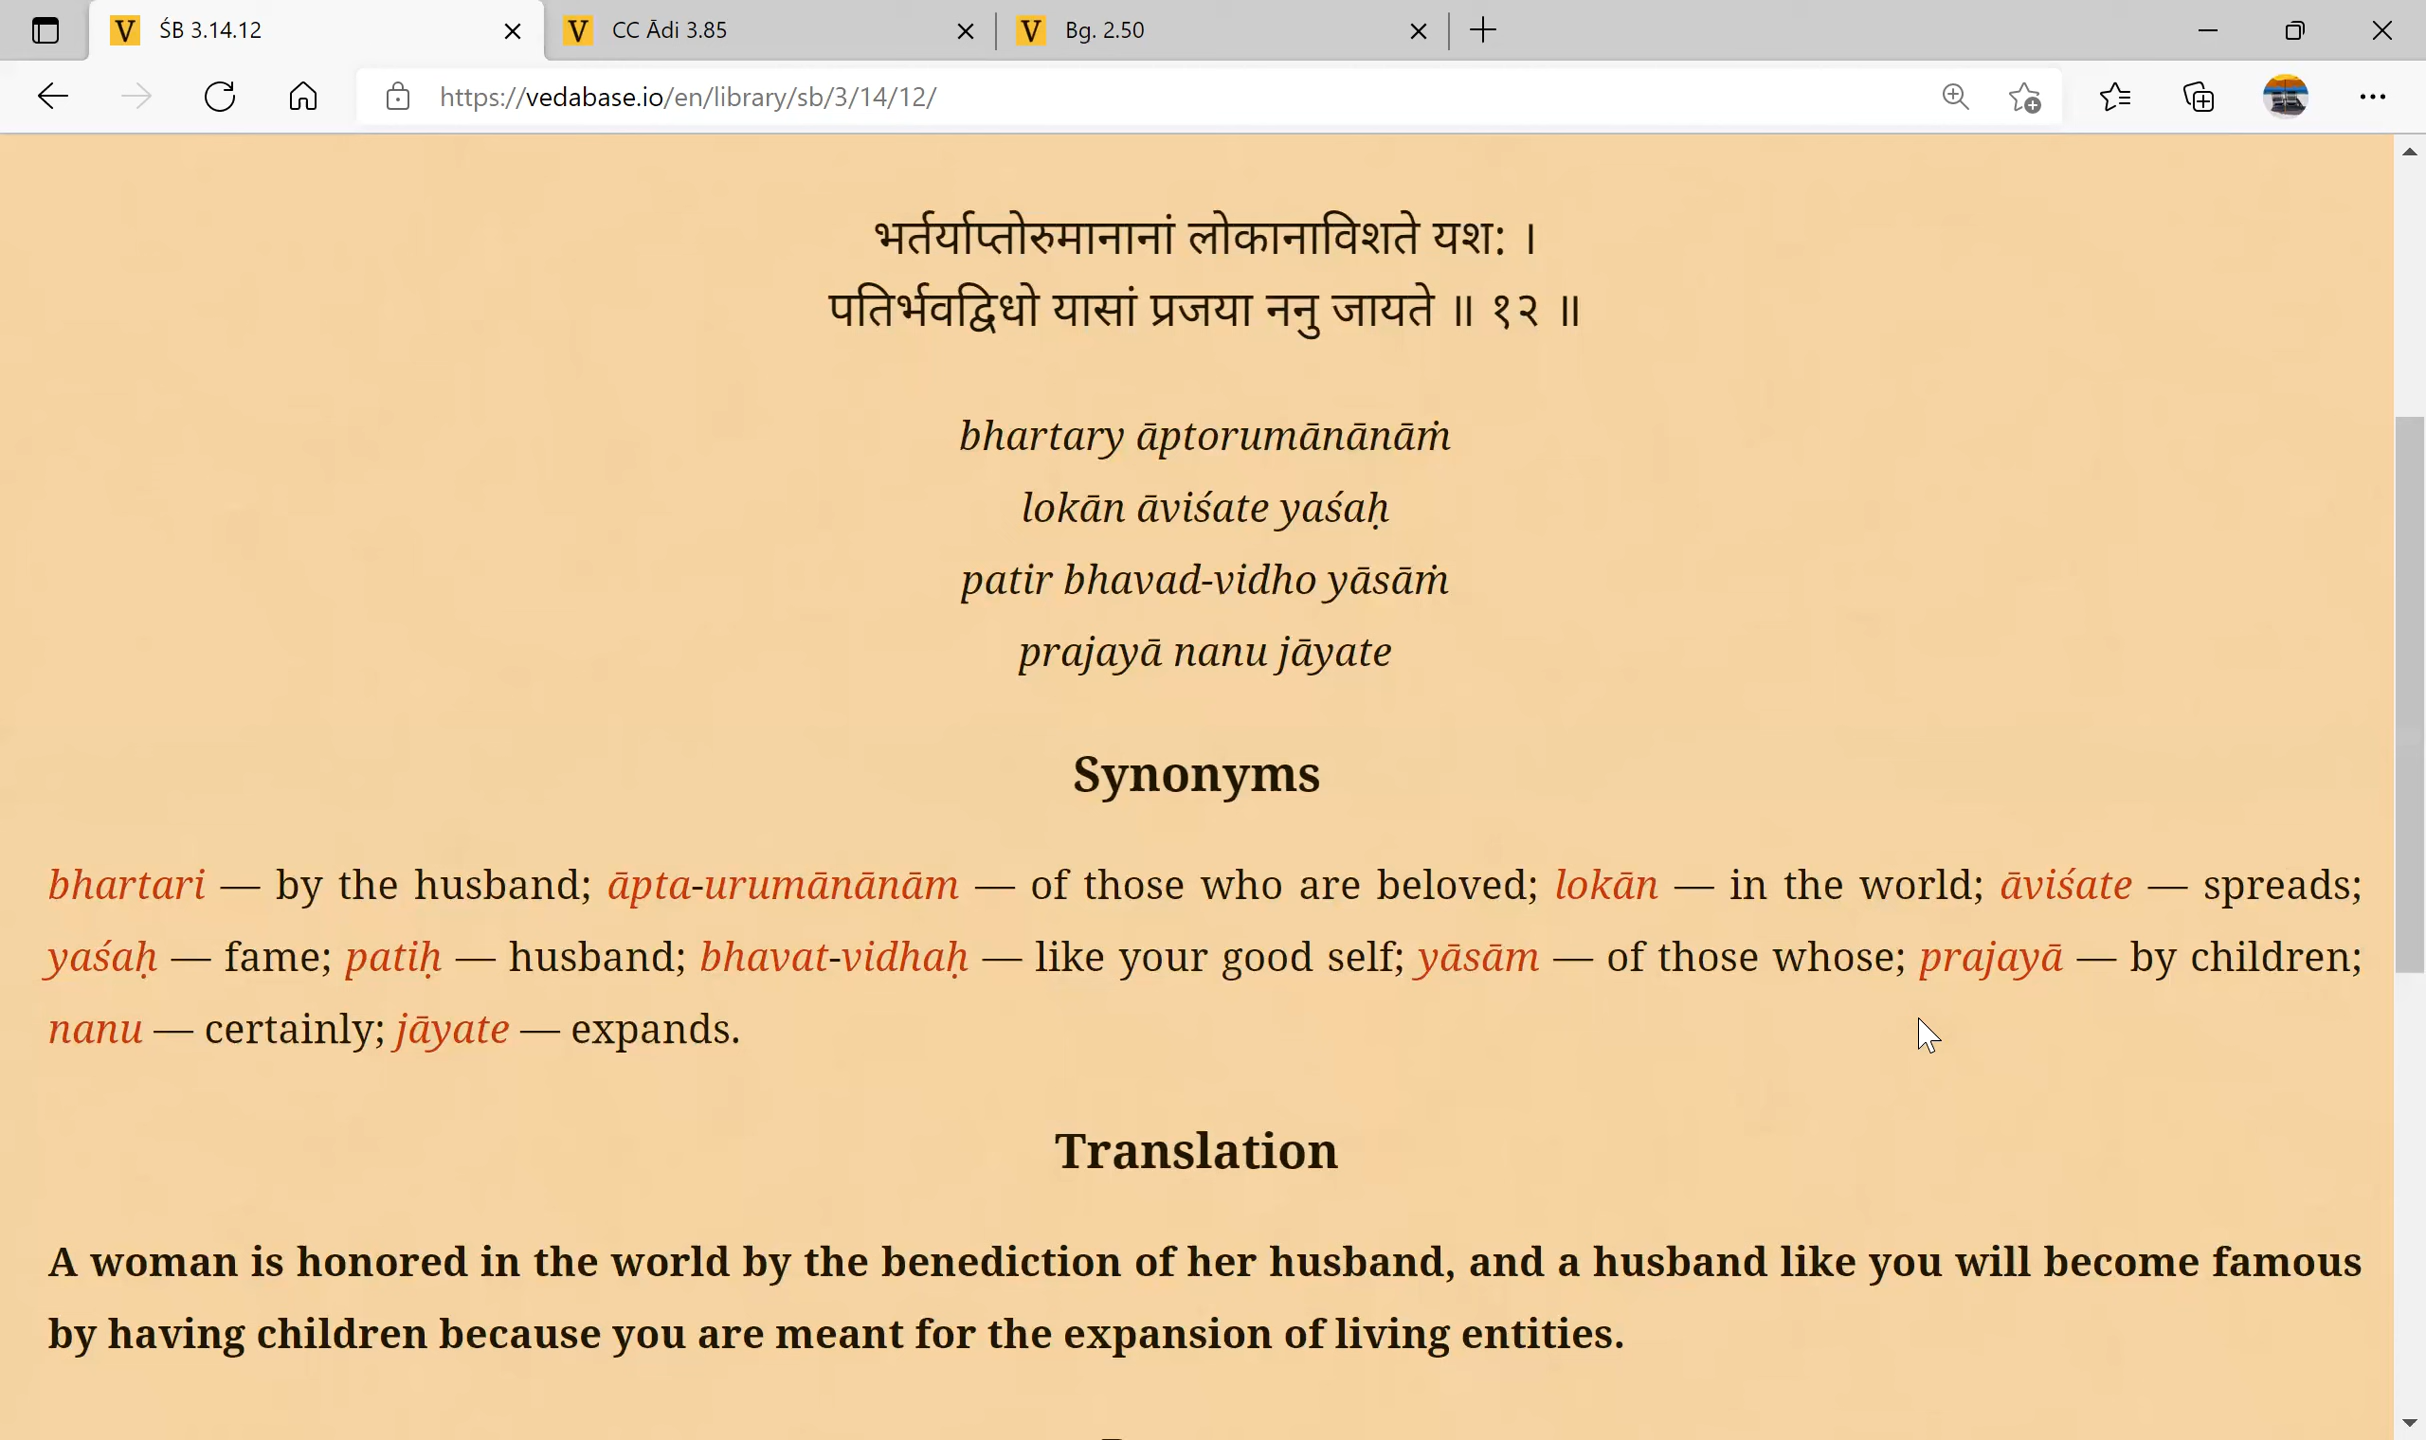 ŚB 3.14.12
CC Ādi 3.85
Bg. 2.50
https://vedabase.io/en/library/sb/3/14/12/
भर्तर्याप्तोरुमानानां लोकानाविशते यश: ।
पतिर्भवद्विधो यासां प्रजया ननु जायते ॥ १२ ॥
bhartary āptorumānānāṁ
lokān āviśate yaśaḥ
patir bhavad-vidho yāsāṁ
prajayā nanu jāyate
Synonyms
bhartari — by the husband; āpta-urumānānām — of those who are beloved; lokān — in the world; āviśate — spreads;
yaśaḥ — fame; patiḥ — husband; bhavat-vidhaḥ — like your good self; yāsām — of those whose; prajayā — by children;
nanu — certainly; jāyate — expands.
Translation
A woman is honored in the world by the benediction of her husband, and a husband like you will become famous
by having children because you are meant for the expansion of living entities.